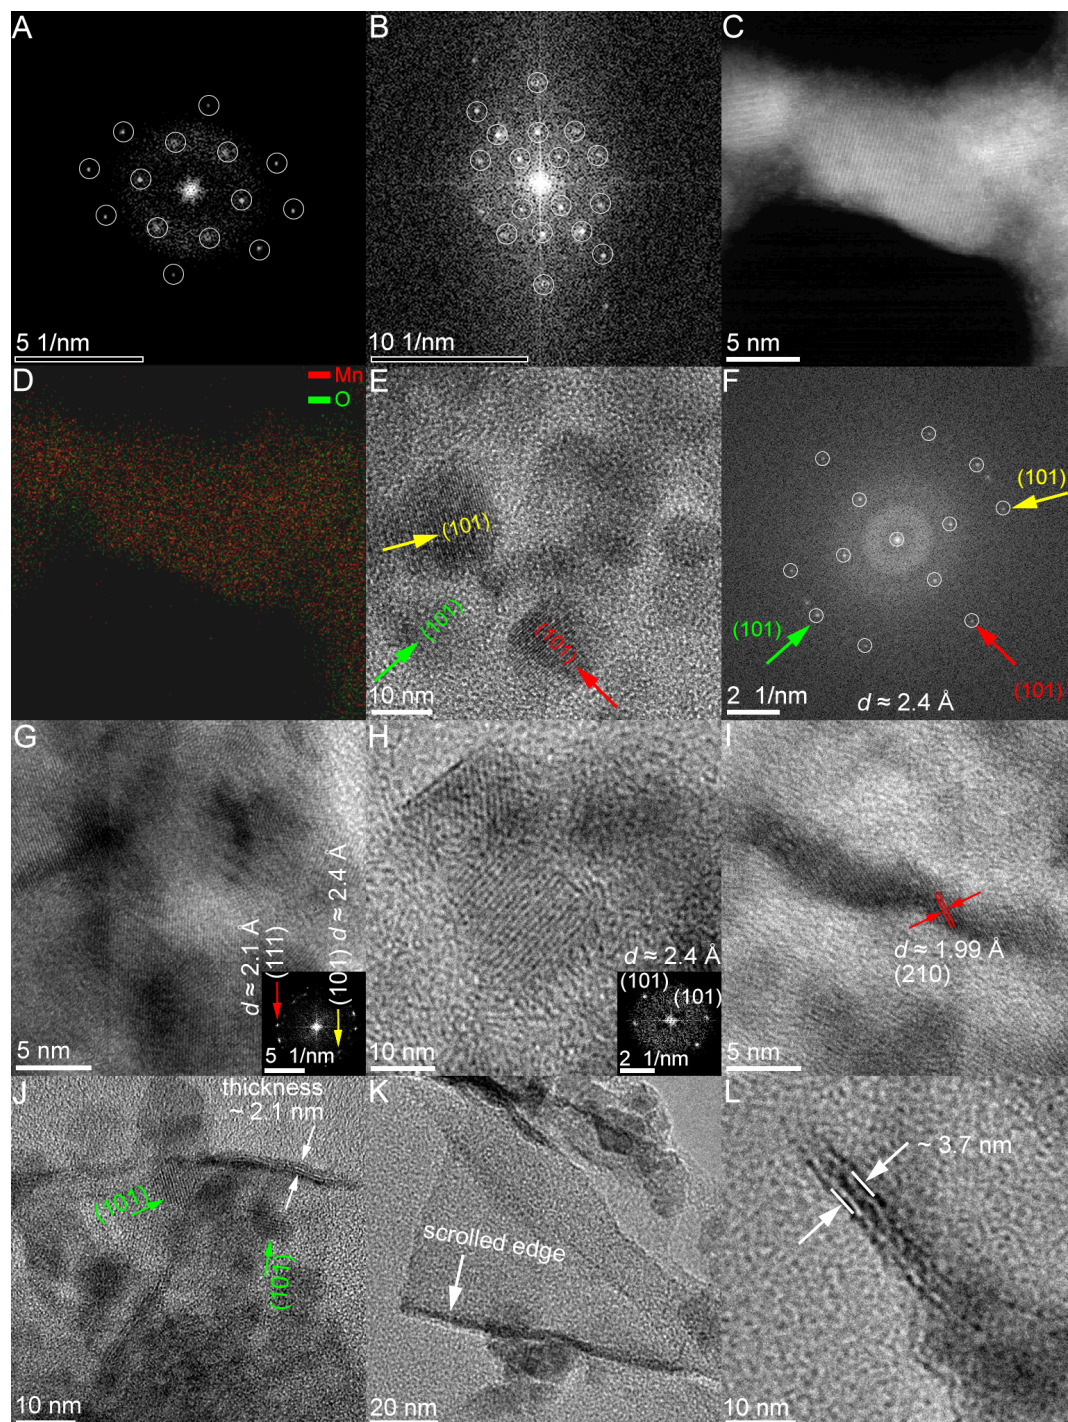 A
5 1/nm
B
10 1/nm
C
5 nm
D
Mn
O
E
(101)
(101)
(101)
10 nm
F
(101)
(101)
(101)
2 1/nm
d ≈ 2.4 Å
G
d ≈ 2.1 Å
(111)
(101) d ≈ 2.4 Å
5 nm
5 1/nm
H
d ≈ 2.4 Å
(101)
(101)
10 nm
2 1/nm
I
d ≈ 1.99 Å
(210)
5 nm
J
thickness
~ 2.1 nm
(101)
(101)
10 nm
K
scrolled edge
20 nm
L
~ 3.7 nm
10 nm